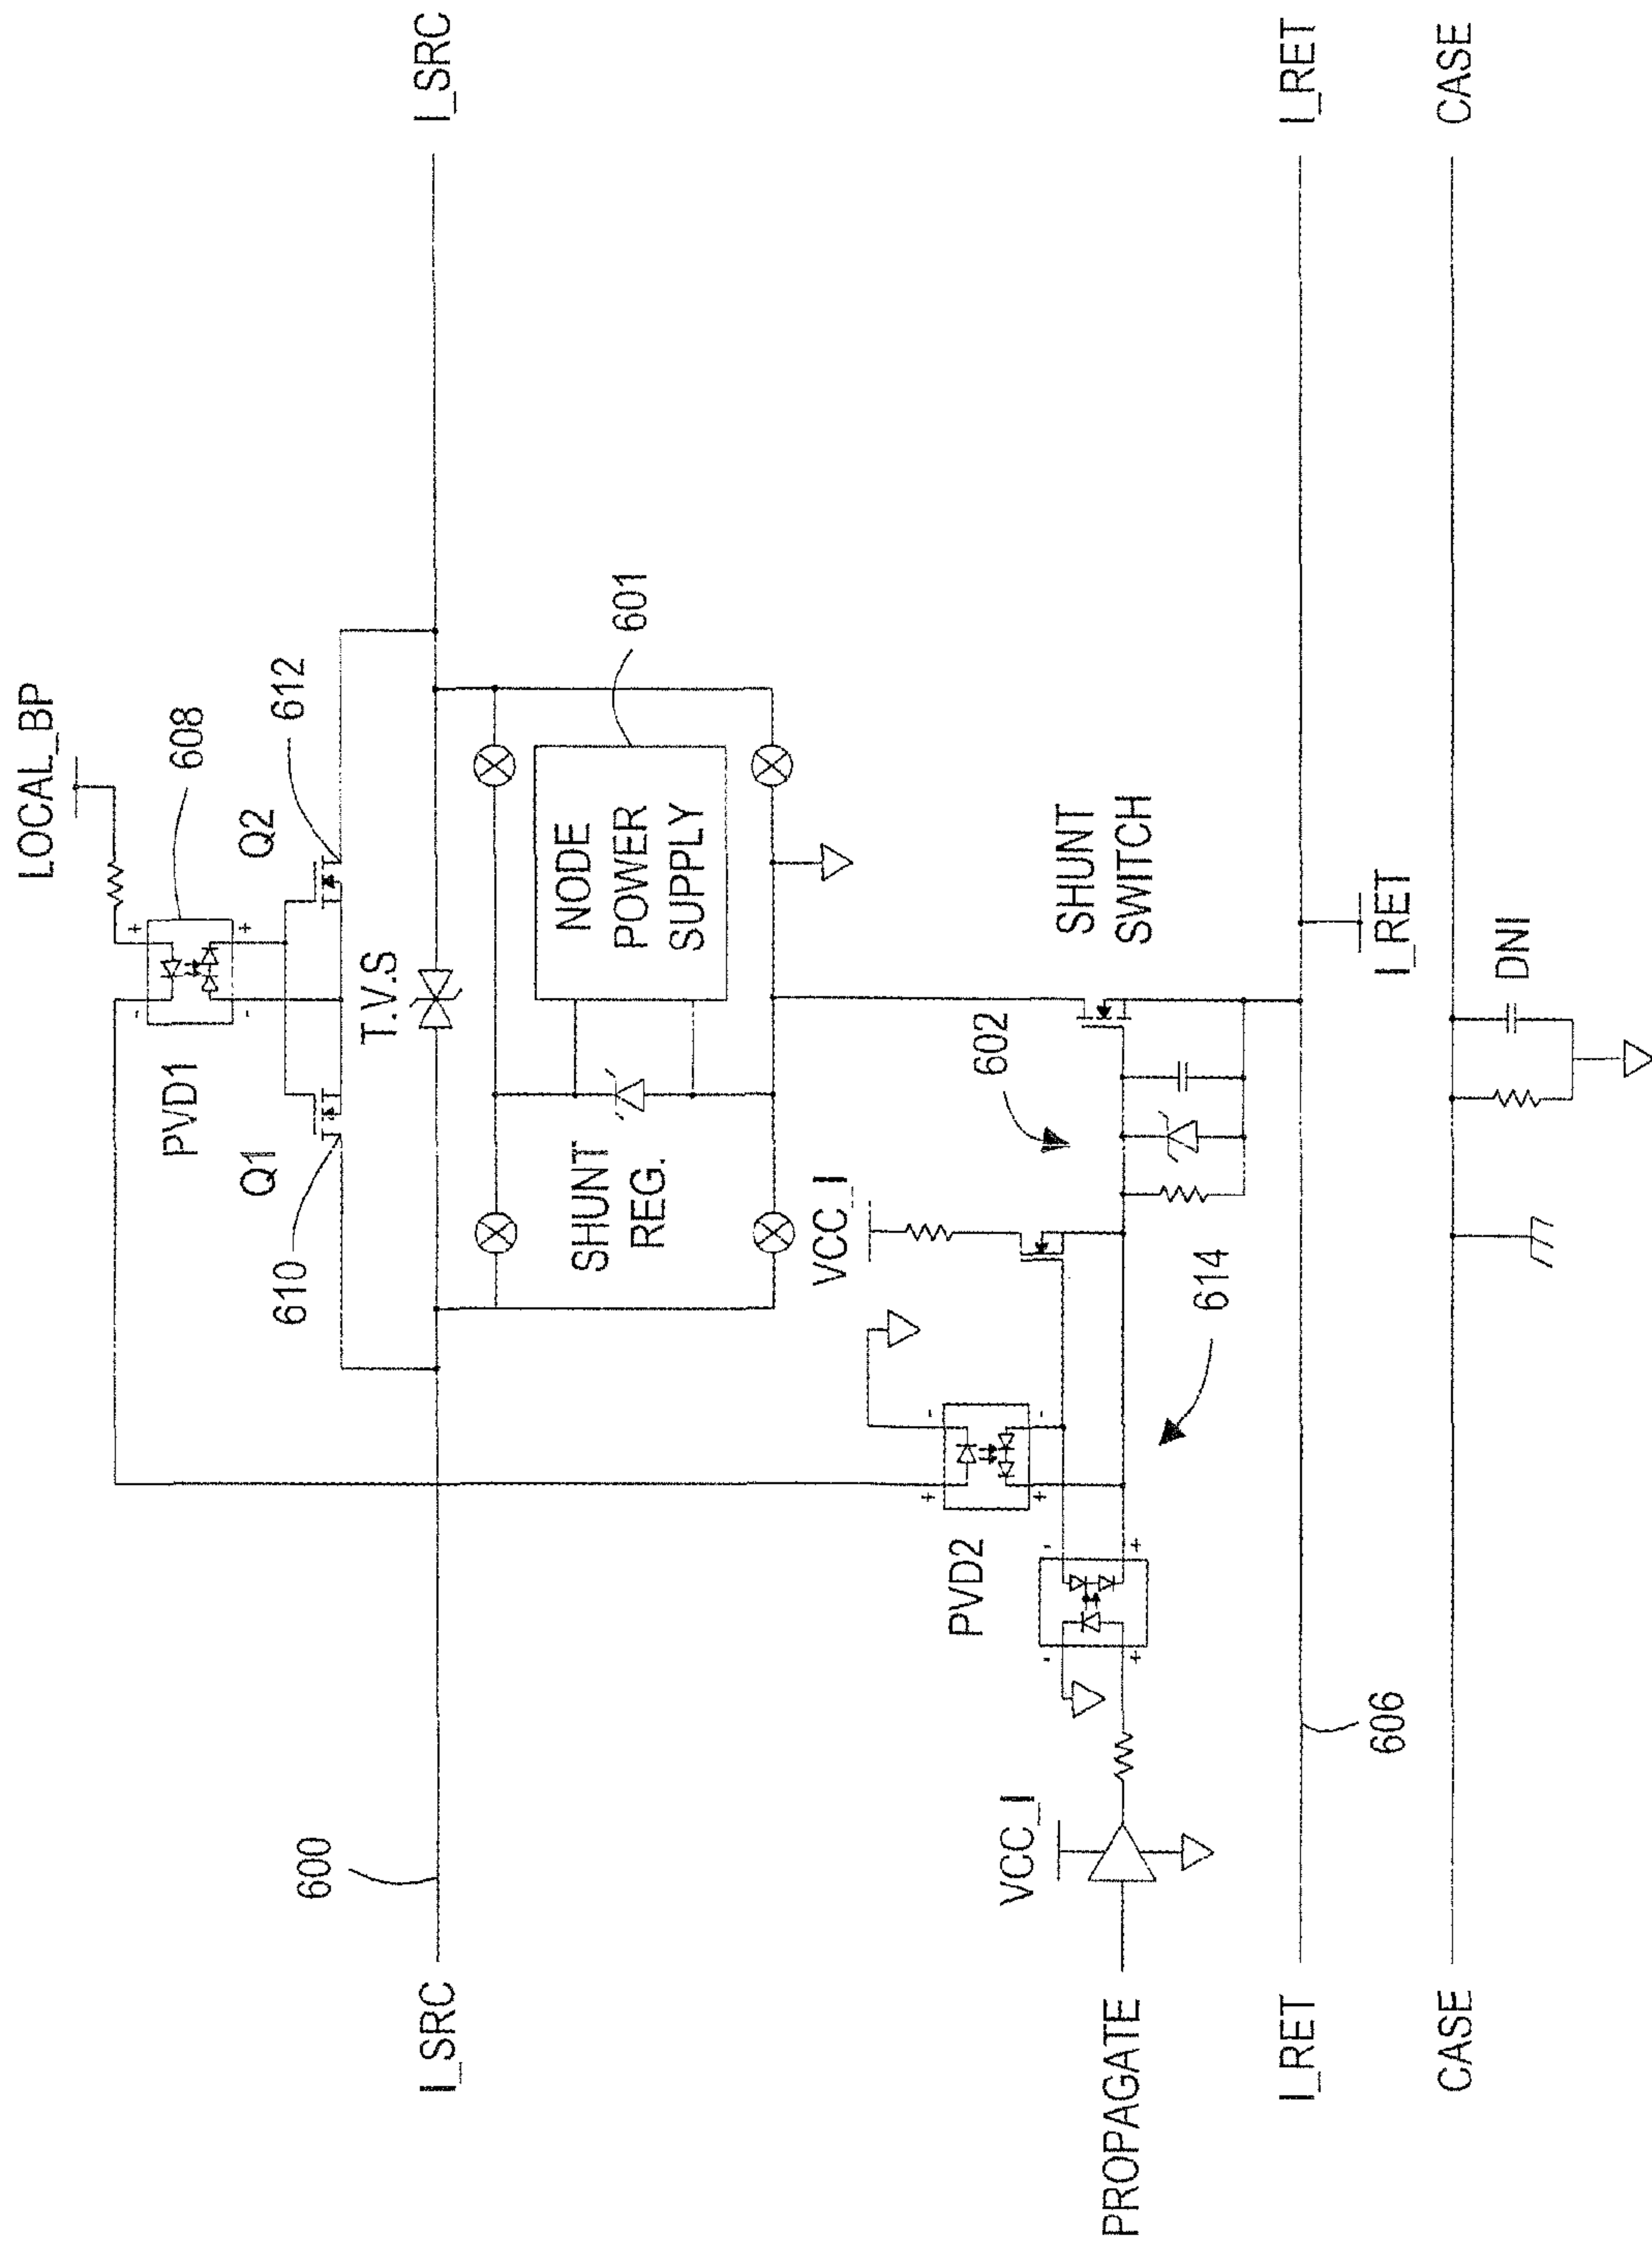 LOCAL_BP
608
PVD1
Q2
612
Q1
610
T.V.S
I_SRC
600
I_SRC
601
NODE
POWER
SUPPLY
SHUNT
REG.
VCC_I
602
SHUNT
SWITCH
PVD2
614
VCC_I
PROPAGATE
I_RET
606
I_RET
I_RET
CASE
DNI
CASE
+
-
+
-
+
-
+
-
-
+
-
+